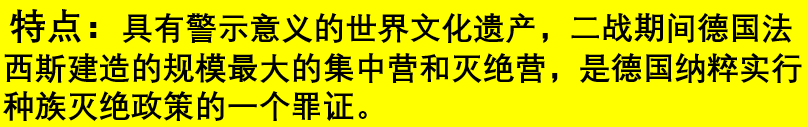 特点：具有警示意义的世界文化遗产，二战期间德国法
西斯建造的规模最大的集中营和灭绝营，是德国纳粹实行
种族灭绝政策的一个罪证。